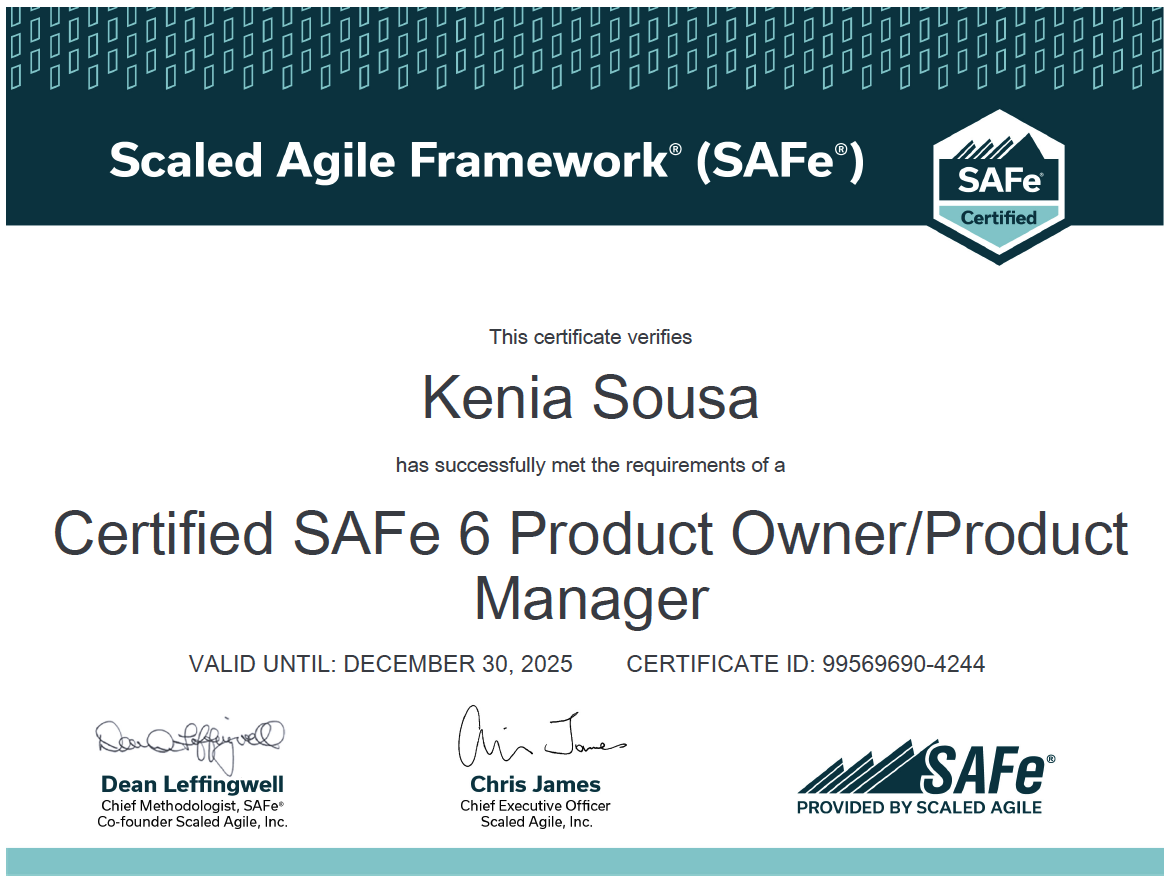 Scaled Agile Framework® (SAFe®)
SAFe®
Certified
This certificate verifies
Kenia Sousa
has successfully met the requirements of a
Certified SAFe 6 Product Owner/Product
Manager
VALID UNTIL: DECEMBER 30, 2025 CERTIFICATE ID: 99569690-4244
Dean Leffingwell
Chris James
Dean Leffingwell
Chief Methodologist, SAFe®
Co-founder Scaled Agile, Inc.
Chris James
Chief Executive Officer
Scaled Agile, Inc.
SAFe®
PROVIDED BY SCALED AGILE